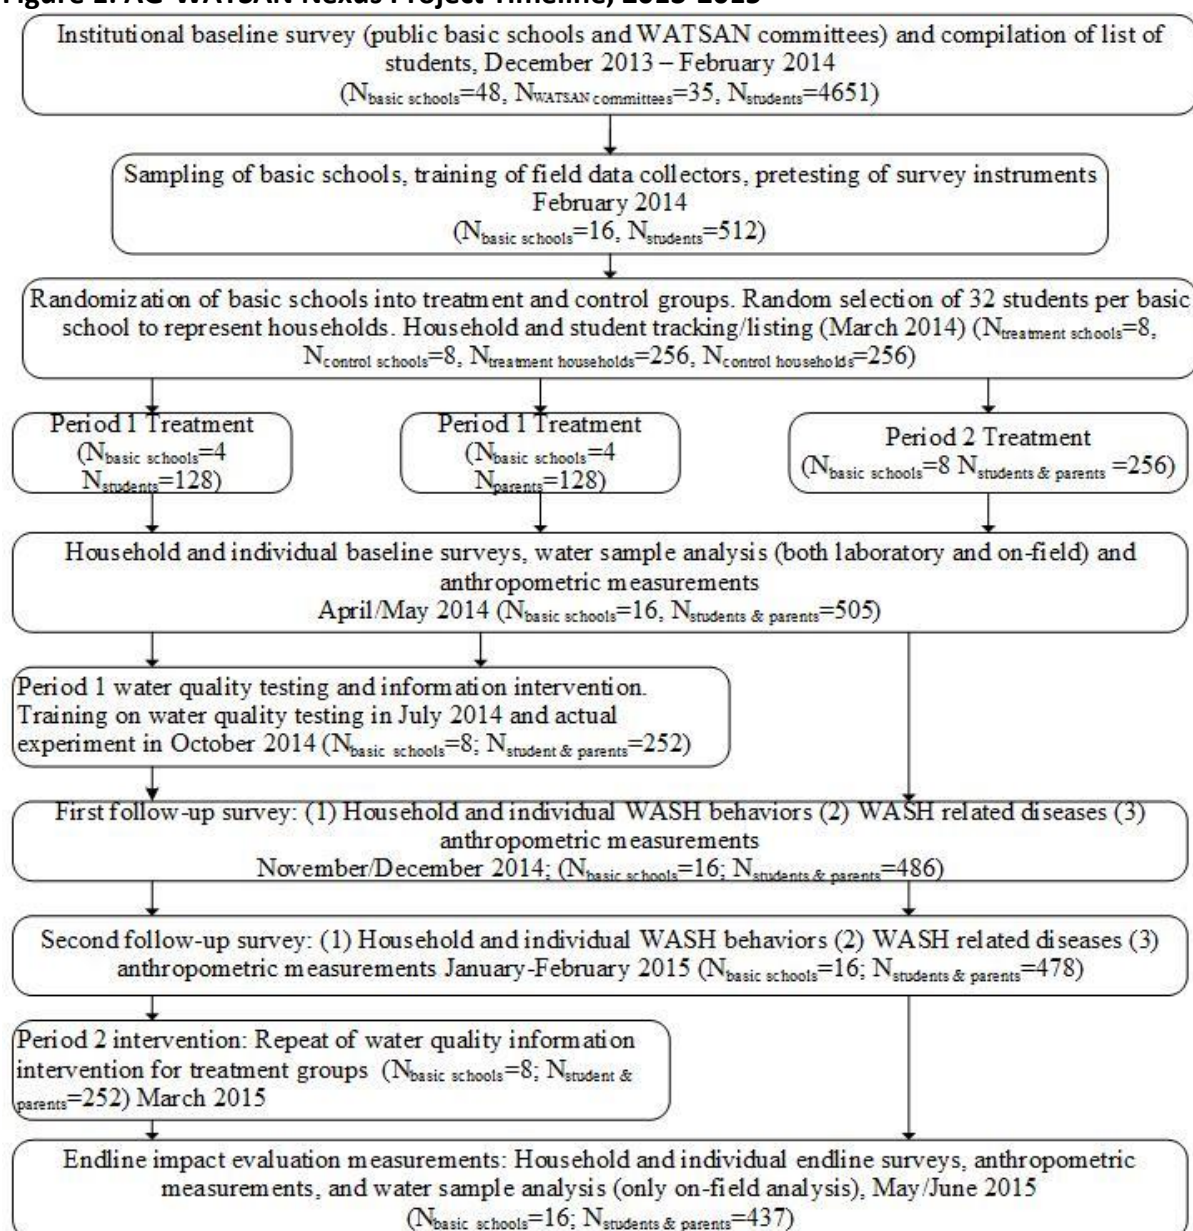 Figure 1: AG-WATSAN Nexus Project Timeline, 2013-2015
Institutional baseline survey (public basic schools and WATSAN committees) and compilation of list of
students, December 2013 – February 2014
(Nbasic schools=48, NWATSAN committees=35, Nstudents=4651)
Sampling of basic schools, training of field data collectors, pretesting of survey instruments
February 2014
(Nbasic schools=16, Nstudents=512)
Randomization of basic schools into treatment and control groups. Random selection of 32 students per basic
school to represent households. Household and student tracking/listing (March 2014) (Ntreatment schools=8,
Ncontrol schools=8, Ntreatment households=256, Ncontrol households=256)
Period 1 Treatment
(Nbasic schools=4
Nstudents=128)
Period 1 Treatment
(Nbasic schools=4
Nparents=128)
Period 2 Treatment
(Nbasic schools=8 Nstudents & parents =256)
Household and individual baseline surveys, water sample analysis (both laboratory and on-field) and
anthropometric measurements
April/May 2014 (Nbasic schools=16, Nstudents & parents=505)
Period 1 water quality testing and information intervention.
Training on water quality testing in July 2014 and actual
experiment in October 2014 (Nbasic schools=8; Nstudent & parents=252)
First follow-up survey: (1) Household and individual WASH behaviors (2) WASH related diseases (3)
anthropometric measurements
November/December 2014; (Nbasic schools=16; Nstudents & parents=486)
Second follow-up survey: (1) Household and individual WASH behaviors (2) WASH related diseases (3)
anthropometric measurements January-February 2015 (Nbasic schools=16; Nstudents & parents=478)
Period 2 intervention: Repeat of water quality information
intervention for treatment groups (Nbasic schools=8; Nstudent &
parents=252) March 2015
Endline impact evaluation measurements: Household and individual endline surveys, anthropometric
measurements, and water sample analysis (only on-field analysis), May/June 2015
(Nbasic schools=16; Nstudents & parents=437)